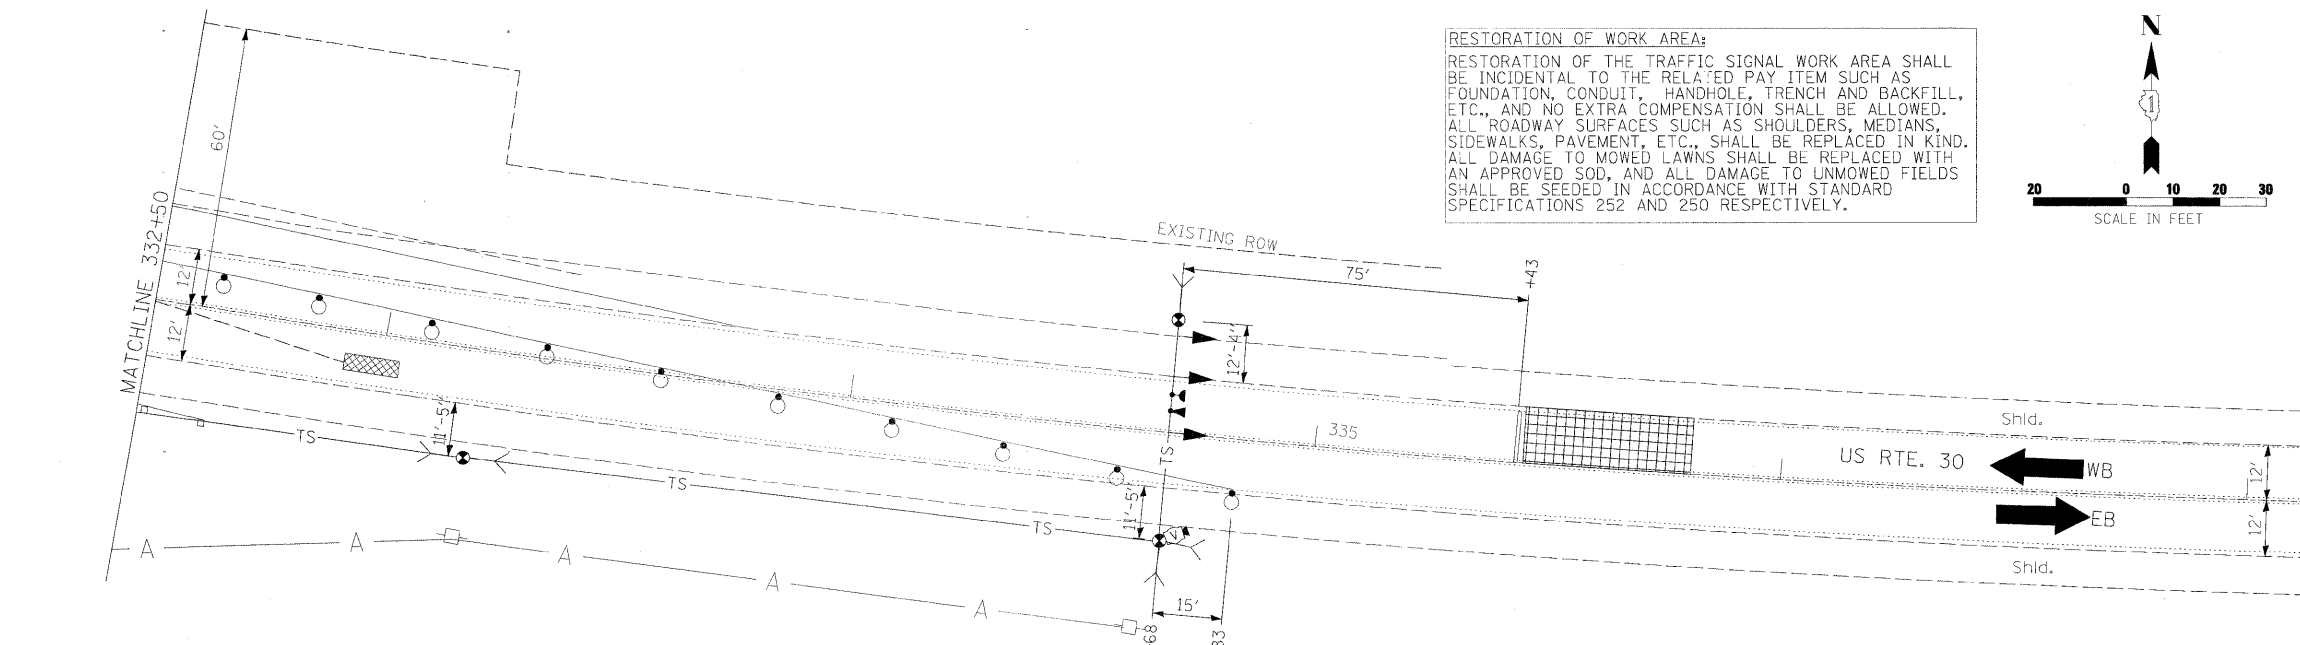 RESTORATION OF WORK AREA:
RESTORATION OF THE TRAFFIC SIGNAL WORK AREA SHALL
BE INCIDENTAL TO THE RELATED PAY ITEM SUCH AS
FOUNDATION, CONDUIT, HANDHOLE, TRENCH AND BACKFILL,
ETC., AND NO EXTRA COMPENSATION SHALL BE ALLOWED.
ALL ROADWAY SURFACES SUCH AS SHOULDERS, MEDIANS,
SIDEWALKS, PAVEMENT, ETC., SHALL BE REPLACED IN KIND.
ALL DAMAGE TO MOWED LAWNS SHALL BE REPLACED WITH
AN APPROVED SOD, AND ALL DAMAGE TO UNMOWED FIELDS
SHALL BE SEEDED IN ACCORDANCE WITH STANDARD
SPECIFICATIONS 252 AND 250 RESPECTIVELY.
N
1
20 0 10 20 30
SCALE IN FEET
60'
MATCHLINE 332+50
EXISTING ROW
75'
+43
12'
12'
12'-4"
11'-5"
TS
TS
TS
TS
335
Shld.
US RTE. 30
WB
EB
12'
12'
Shld.
11'-5"
V
A
A
A
A
A
15'
68
83